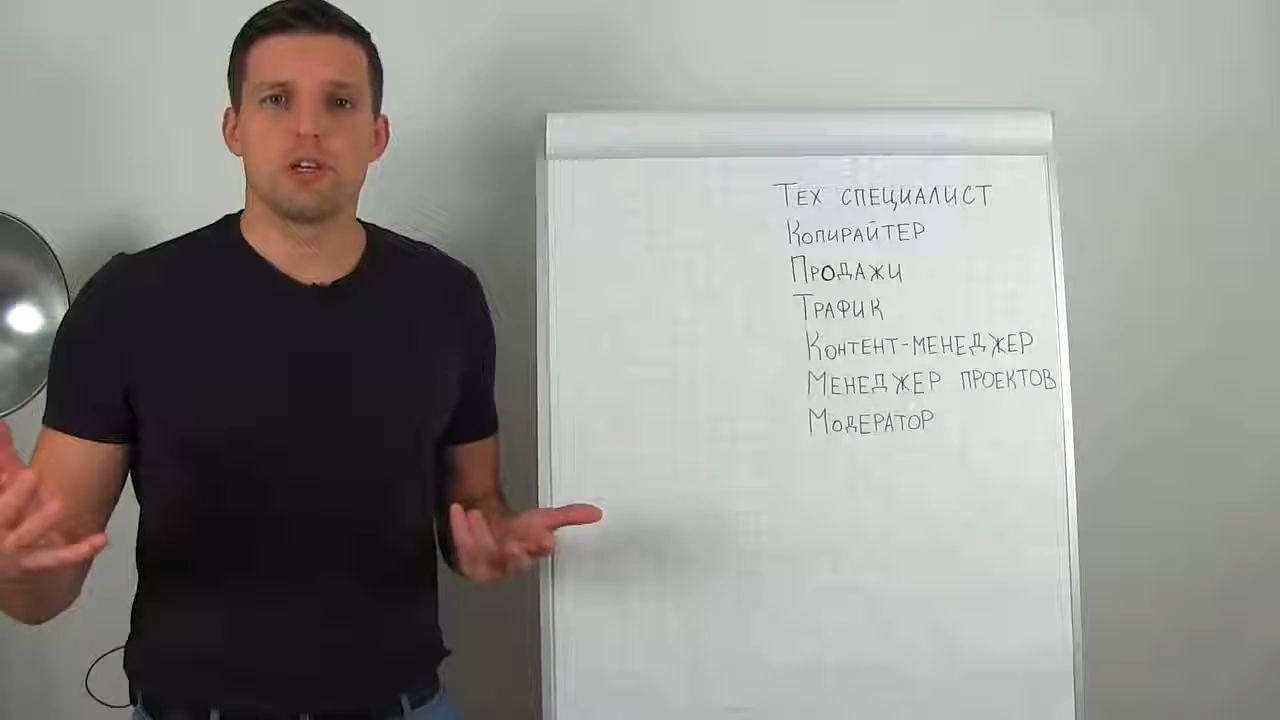 Тех специалист
Копирайтер
Продажи
Трафик
Контент-менеджер
Менеджер проектов
Модератор